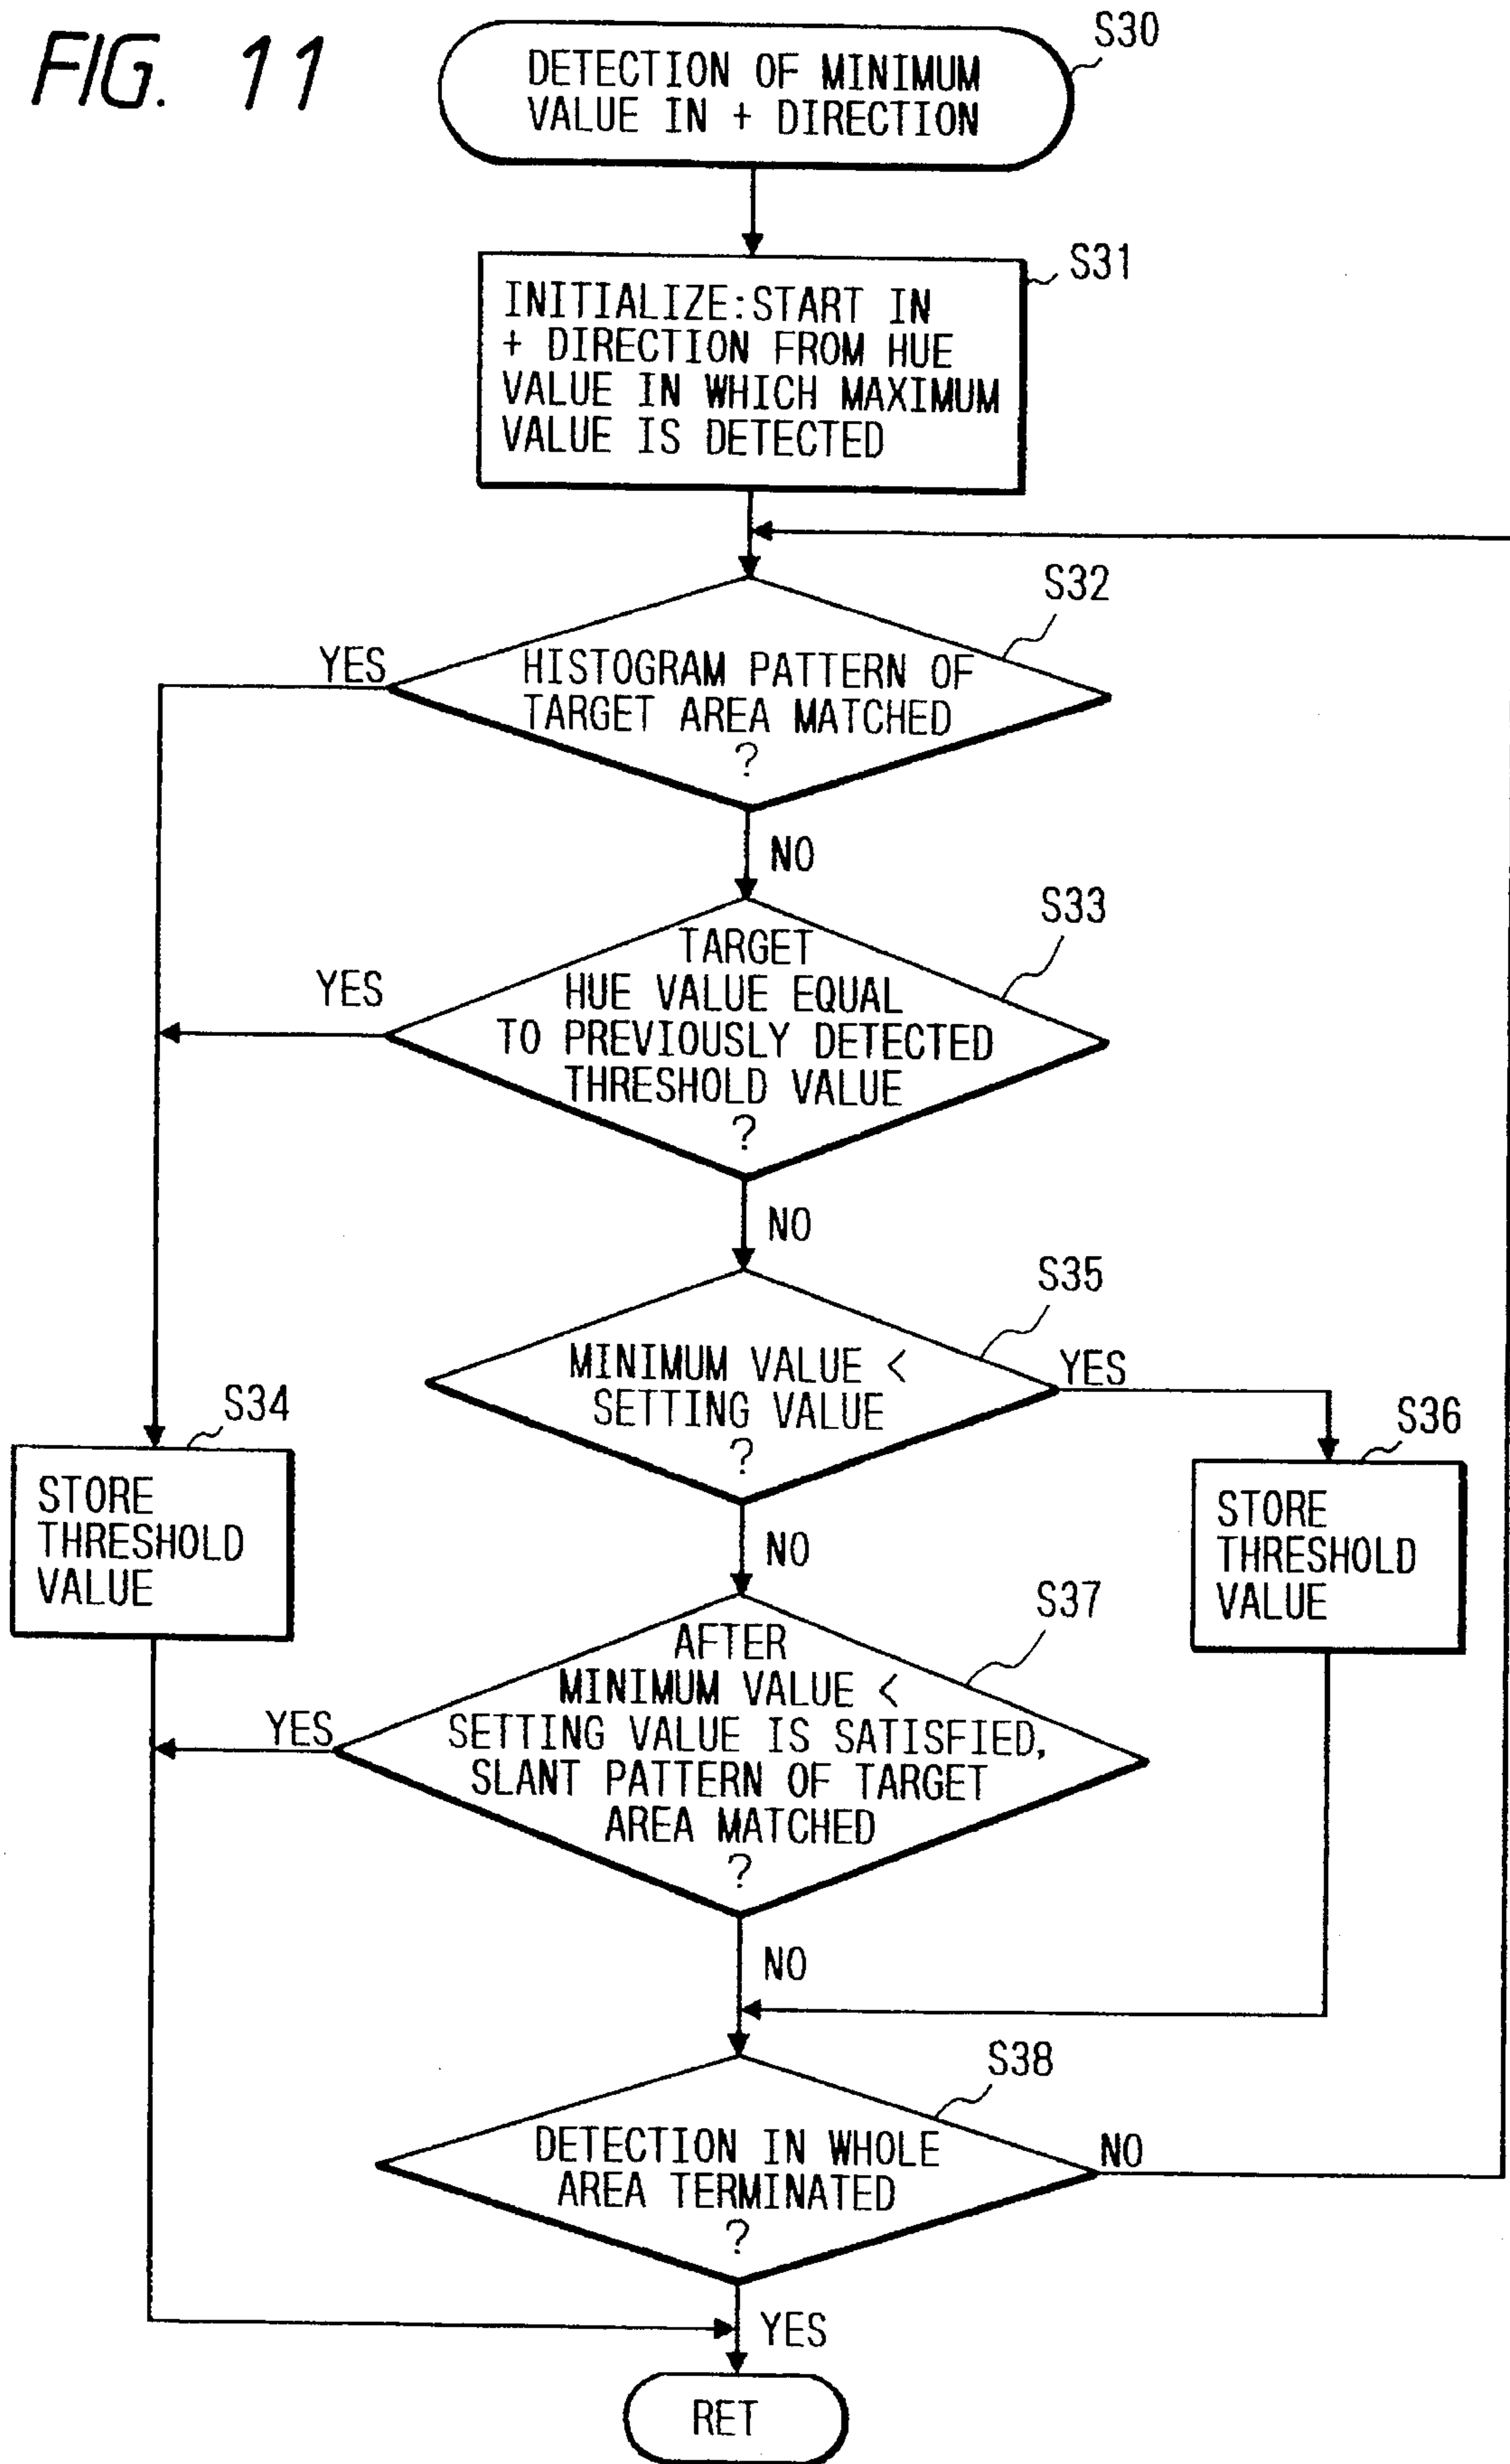 FIG. 11
S30
DETECTION OF MINIMUM
VALUE IN + DIRECTION
S31
INITIALIZE:START IN
+ DIRECTION FROM HUE
VALUE IN WHICH MAXIMUM
VALUE IS DETECTED
S32
YES
HISTOGRAM PATTERN OF
TARGET AREA MATCHED
?
NO
S33
YES
TARGET
HUE VALUE EQUAL
TO PREVIOUSLY DETECTED
THRESHOLD VALUE
?
NO
S35
MINIMUM VALUE <
SETTING VALUE
?
YES
S34
STORE
THRESHOLD
VALUE
S36
STORE
THRESHOLD
VALUE
NO
S37
YES
AFTER
MINIMUM VALUE <
SETTING VALUE IS SATISFIED,
SLANT PATTERN OF TARGET
AREA MATCHED
?
NO
S38
DETECTION IN WHOLE
AREA TERMINATED
?
NO
YES
RET